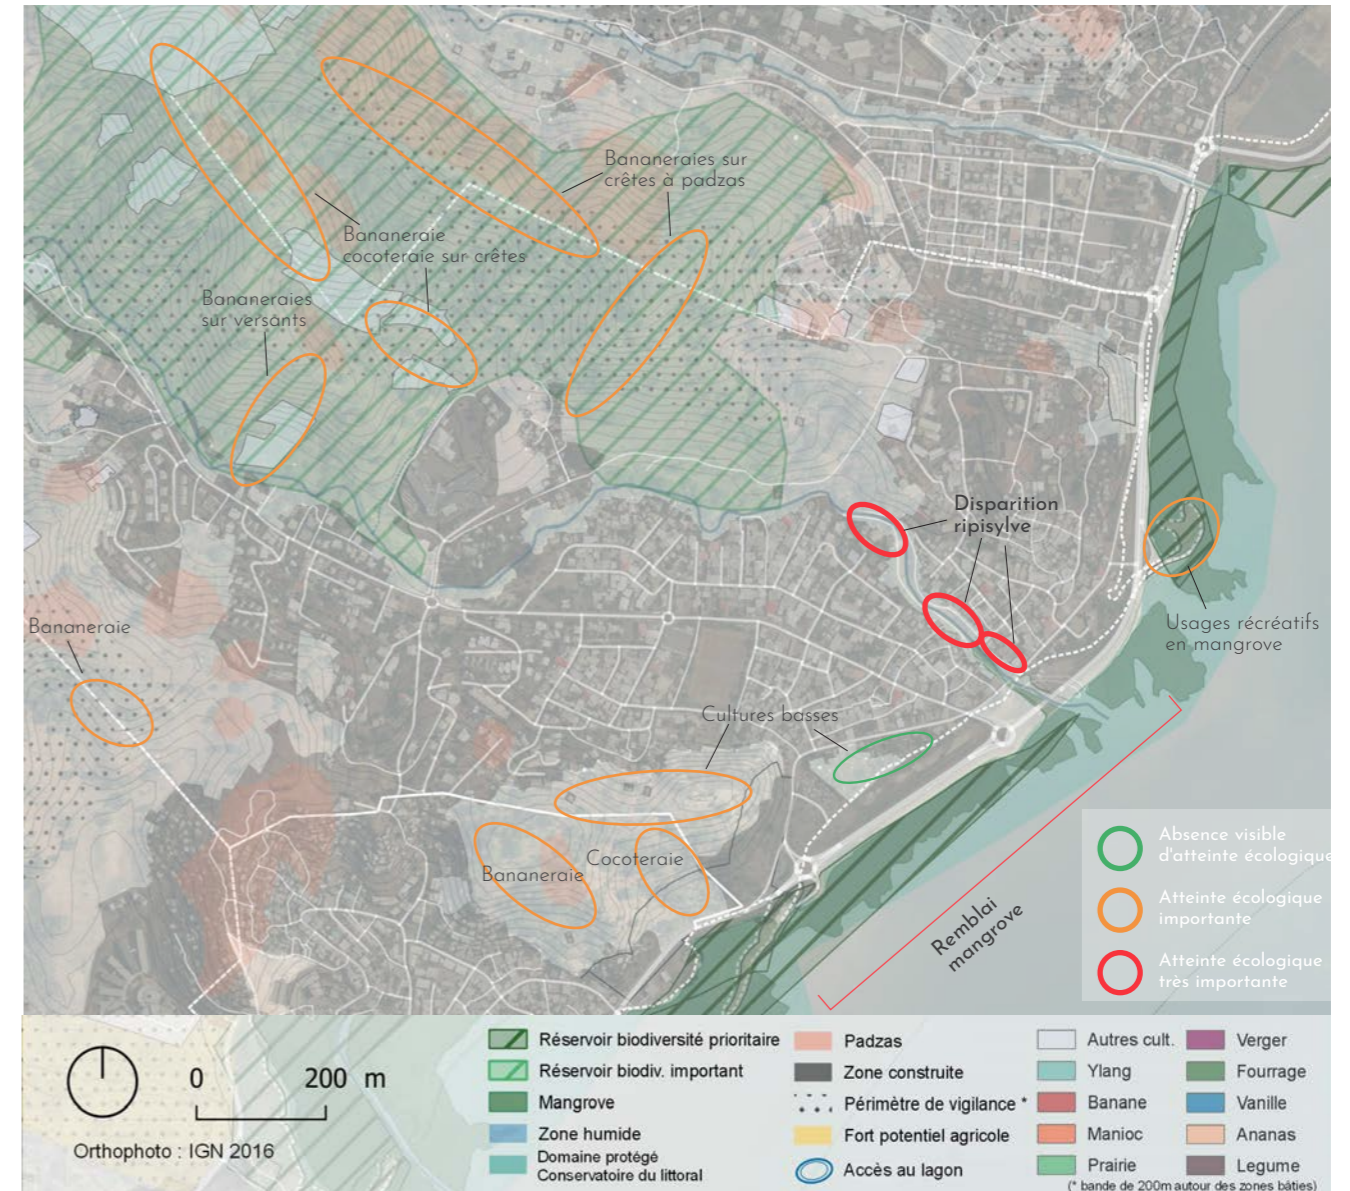 Bananeraies sur
crêtes à padzas
Bananeraie
cocoteraie sur crêtes
Bananeraies
sur versants
Disparition
ripisylve
Usages récréatifs
en mangrove
Bananeraie
Cultures basses
Cocoteraie
Bananeraie
Remblai
mangrove
Absence visible
d'atteinte écologique
Atteinte écologique
importante
Atteinte écologique
très importante
0 200 m
Orthophoto : IGN 2016
Réservoir biodiversité prioritaire
Réservoir biodiv. important
Mangrove
Zone humide
Domaine protégé
Conservatoire du littoral
Padzas
Zone construite
Périmètre de vigilance *
Fort potentiel agricole
Accès au lagon
Autres cult.
Ylang
Banane
Manioc
Prairie
Verger
Fourrage
Vanille
Ananas
Legume
(* bande de 200m autour des zones bâties)